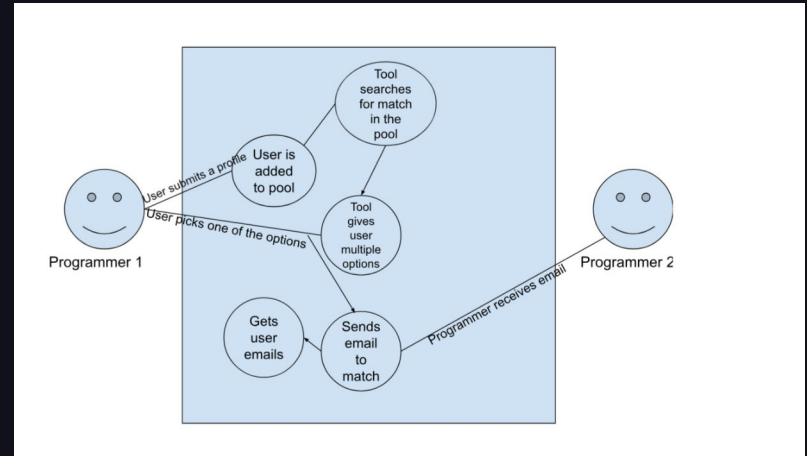 Tool
searches
for match
in the
pool
User submits a profile
User is
added
to pool
User picks one of the options
Tool
gives
user
multiple
options
Programmer 1
Programmer 2
Programmer receives email
Gets
user
emails
Sends
email
to
match